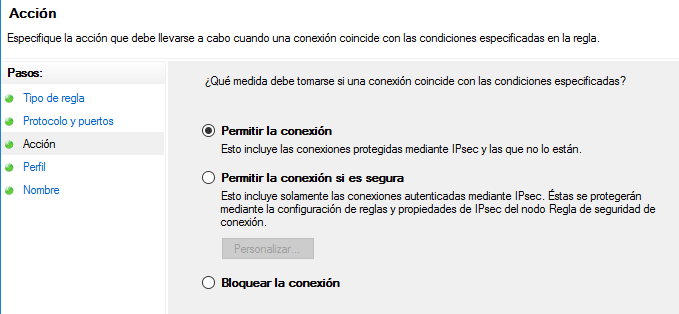 Acción
Especifique la acción que debe llevarse a cabo cuando una conexión coincide con las condiciones especificadas en la regla.
Pasos:
Tipo de regla
Protocolo y puertos
Acción
Perfil
Nombre
¿Qué medida debe tomarse si una conexión coincide con las condiciones especificadas?
Permitir la conexión
Esto incluye las conexiones protegidas mediante IPsec y las que no lo están.
Permitir la conexión si es segura
Esto incluye solamente las conexiones autenticadas mediante IPsec. Éstas se protegerán
mediante la configuración de reglas y propiedades de IPsec del nodo Regla de seguridad de
conexión.
Personalizar...
Bloquear la conexión